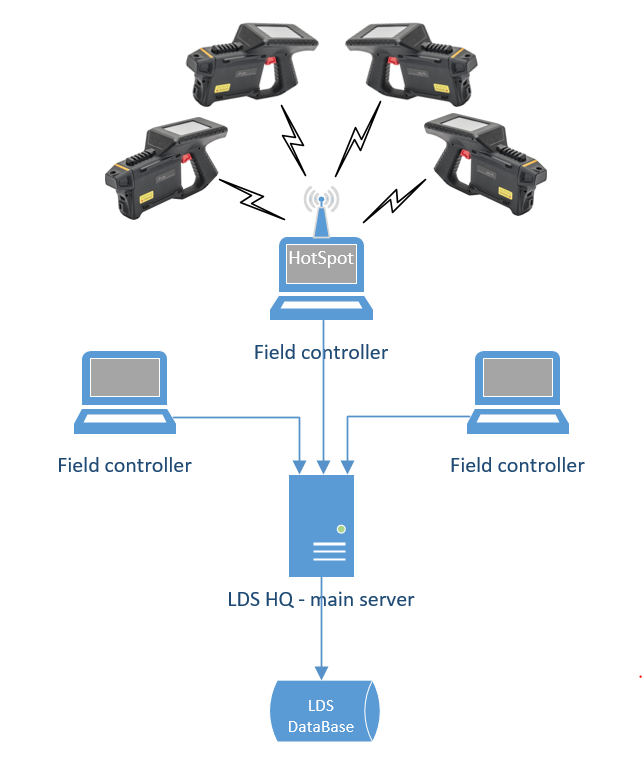 HotSpot
Field controller
Field controller
Field controller
LDS HQ - main server
LDS
DataBase